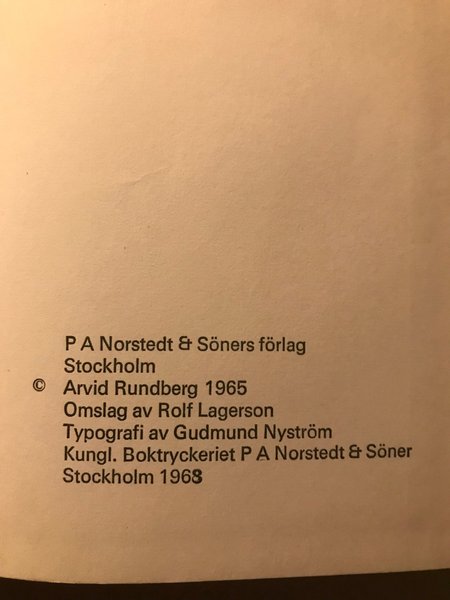 P A Norstedt & Söners förlag
Stockholm
© Arvid Rundberg 1965
Omslag av Rolf Lagerson
Typografi av Gudmund Nyström
Kungl. Boktryckeriet P A Norstedt & Söner
Stockholm 1968